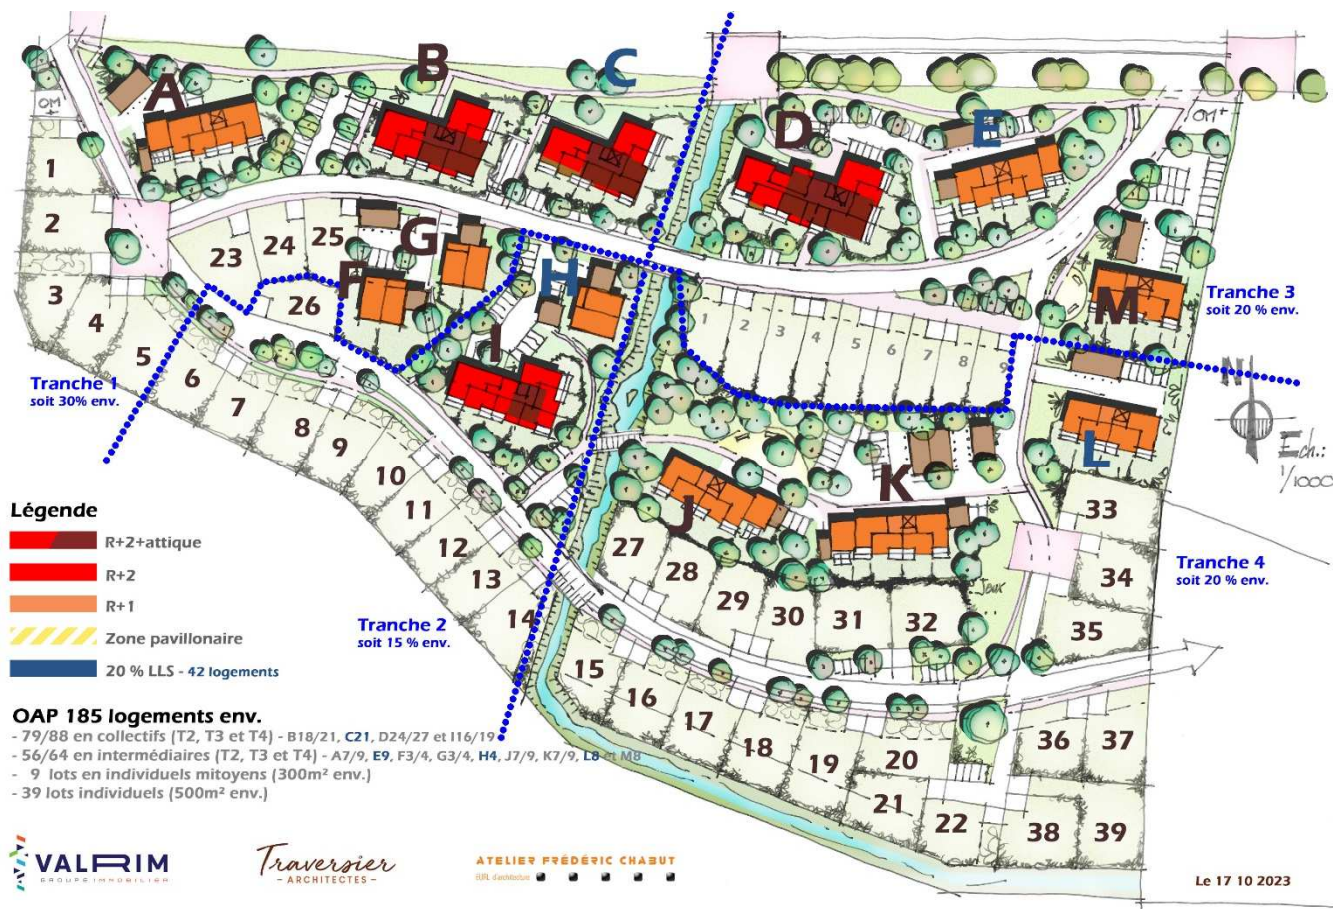 A
B
C
D
E
OM
+
OM+
1
2
3
4
5
6
7
8
9
10
11
12
13
14
23
24
25
26
F
G
H
I
1
2
3
4
5
6
7
8
9
M
Tranche 3
soit 20 % env.
N
Ech.:
1/1000
Tranche 1
soit 30% env.
L
K
J
33
34
35
Tranche 4
soit 20 % env.
27
28
29
30
31
32
Jeux
Tranche 2
soit 15 % env.
15
16
17
18
19
20
21
22
36
37
38
39
Légende
R+2+attique
R+2
R+1
Zone pavillonaire
20 % LLS - 42 logements
OAP 185 logements env.
- 79/88 en collectifs (T2, T3 et T4) - B18/21, C21, D24/27 et I16/19
- 56/64 en intermédiaires (T2, T3 et T4) - A7/9, E9, F3/4, G3/4, H4, J7/9, K7/9, L8 et M8
- 9 lots en individuels mitoyens (300m² env.)
- 39 lots individuels (500m² env.)
VALRIM
GROUPE IMMOBILIER
Traversier
- ARCHITECTES -
ATELIER FRÉDÉRIC CHABUT
EURL d'architecture
Le 17 10 2023